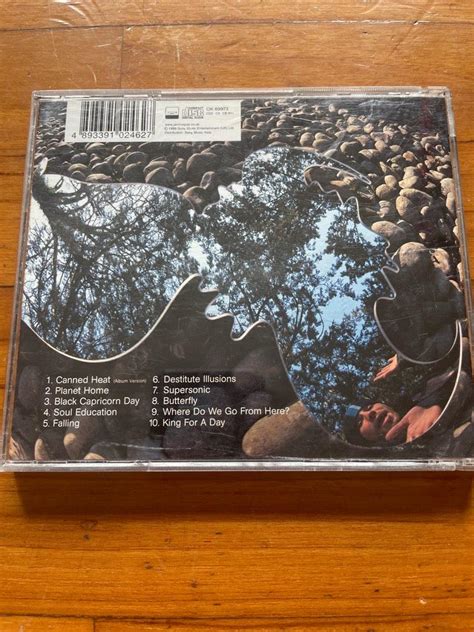 4 893391 024627
1. Canned Heat (Album Version)
2. Planet Home
3. Black Capricorn Day
4. Soul Education
5. Falling
6. Destitute Illusions
7. Supersonic
8. Butterfly
9. Where Do We Go From Here?
10. King For A Day